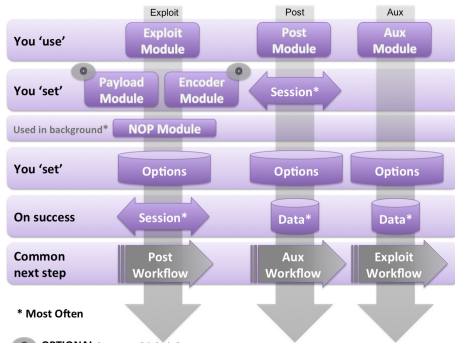 Exploit Post Aux
You 'use' Exploit Module Post Module Aux Module
You 'set' Payload Module Encoder Module Session*
Used in background* NOP Module
You 'set' Options Options Options
On success Session* Data* Data*
Common next step Post Workflow Aux Workflow Exploit Workflow
* Most Often
OPTIONAL